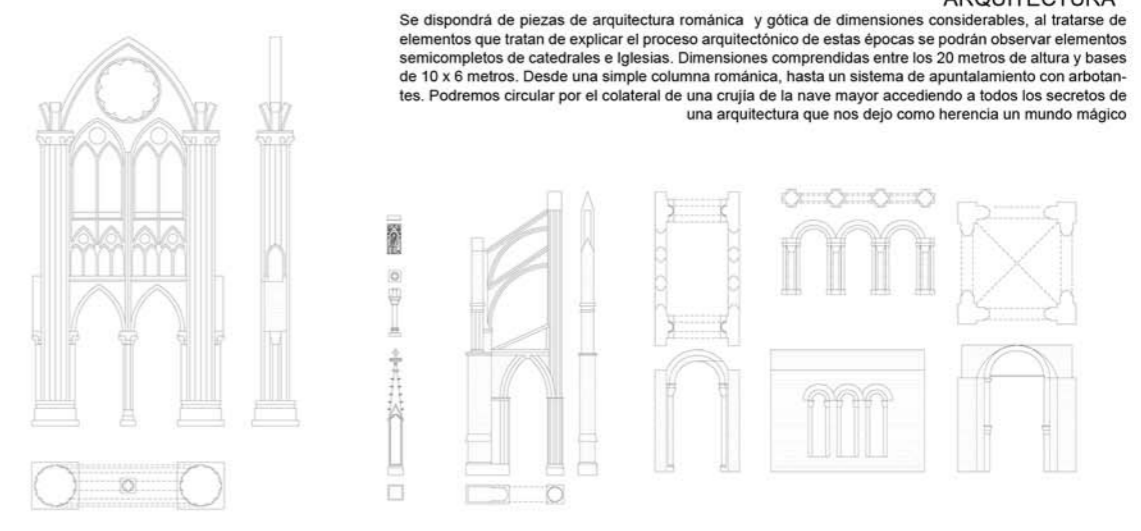 ARQUITECTURA
Se dispondrá de piezas de arquitectura románica y gótica de dimensiones considerables, al tratarse de
elementos que tratan de explicar el proceso arquitectónico de estas épocas se podrán observar elementos
semicompletos de catedrales e Iglesias. Dimensiones comprendidas entre los 20 metros de altura y bases
de 10 x 6 metros. Desde una simple columna románica, hasta un sistema de apuntalamiento con arbotan-
tes. Podremos circular por el colateral de una crujía de la nave mayor accediendo a todos los secretos de
una arquitectura que nos dejo como herencia un mundo mágico